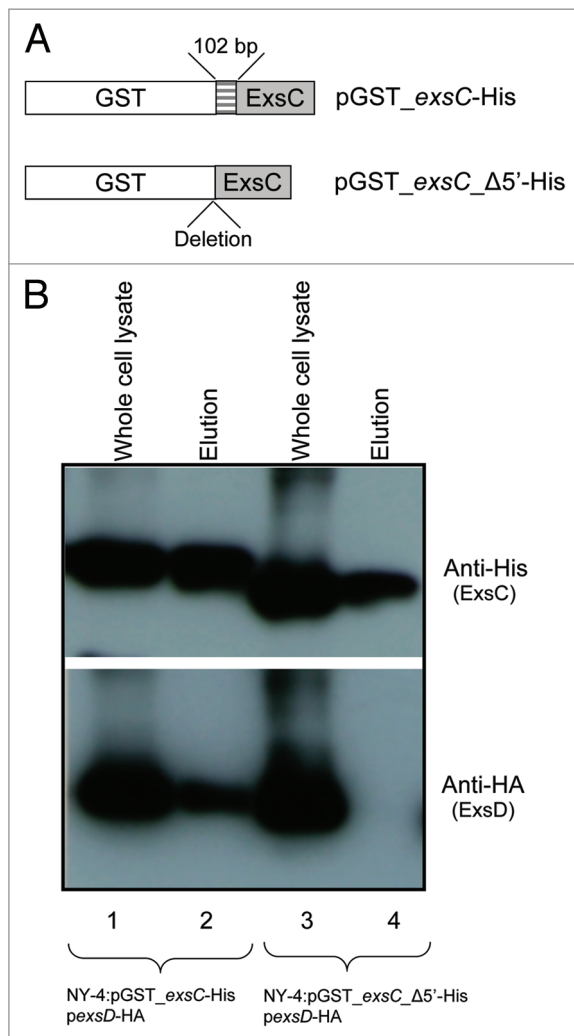 A
102 bp
GST ExsC pGST_exsC-His
GST ExsC pGST_exsC_Δ5'-His
Deletion
B
Whole cell lysate
Elution
Whole cell lysate
Elution
Anti-His
(ExsC)
Anti-HA
(ExsD)
1 2 3 4
NY-4:pGST_exsC-His
pexsD-HA
NY-4:pGST_exsC_Δ5'-His
pexsD-HA